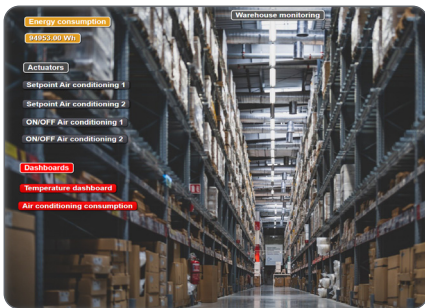 Warehouse monitoring
Energy consumption
94953.00 Wh
Actuators
Setpoint Air conditioning 1
Setpoint Air conditioning 2
ON/OFF Air conditioning 1
ON/OFF Air conditioning 2
Dashboards
Temperature dashboard
Air conditioning consumption